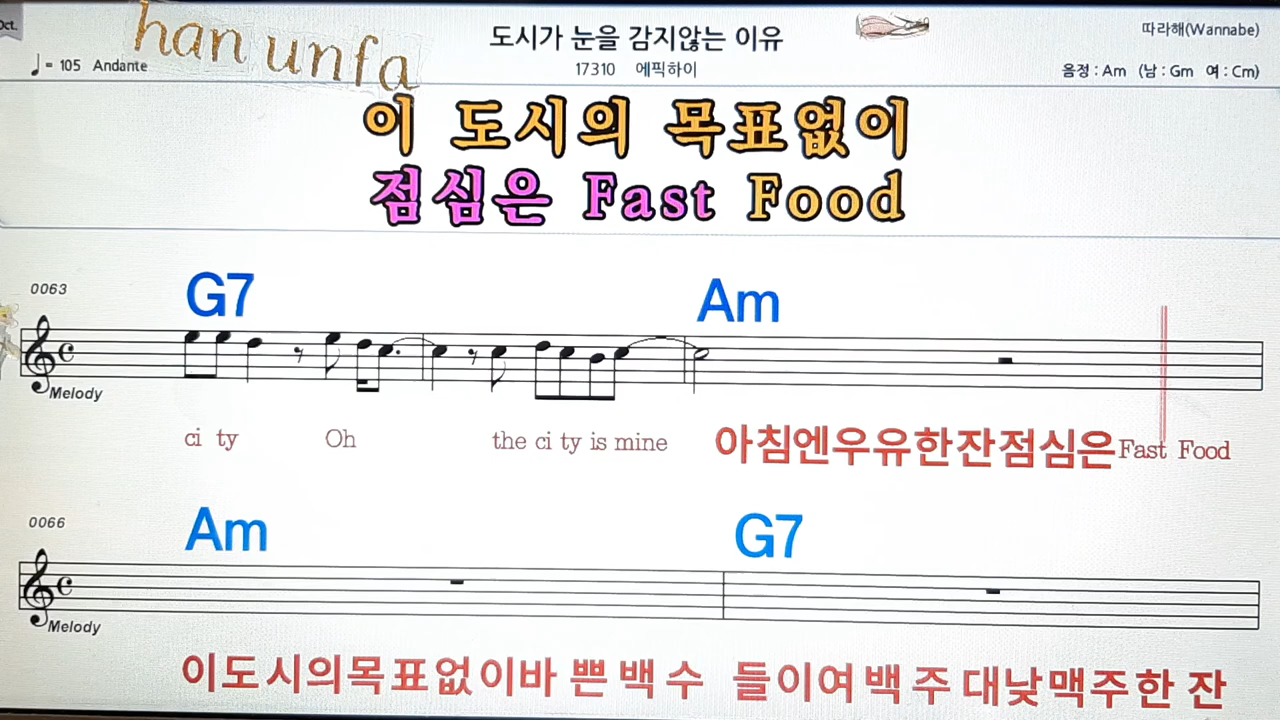 Oct.
han unfa
도시가 눈을 감지않는 이유
따라해(Wannabe)
♩= 105 Andante
17310 에픽하이
음정 : Am (남 : Gm 여 : Cm)
이 도시의 목표없이
점심은 Fast Food
0063
G7 Am
Melody
ci ty Oh the ci ty is mine 아침엔우유한잔점심은Fast Food
0066
Am G7
Melody
이도시의목표없이바쁜백수 들이여백주대낮맥주한잔